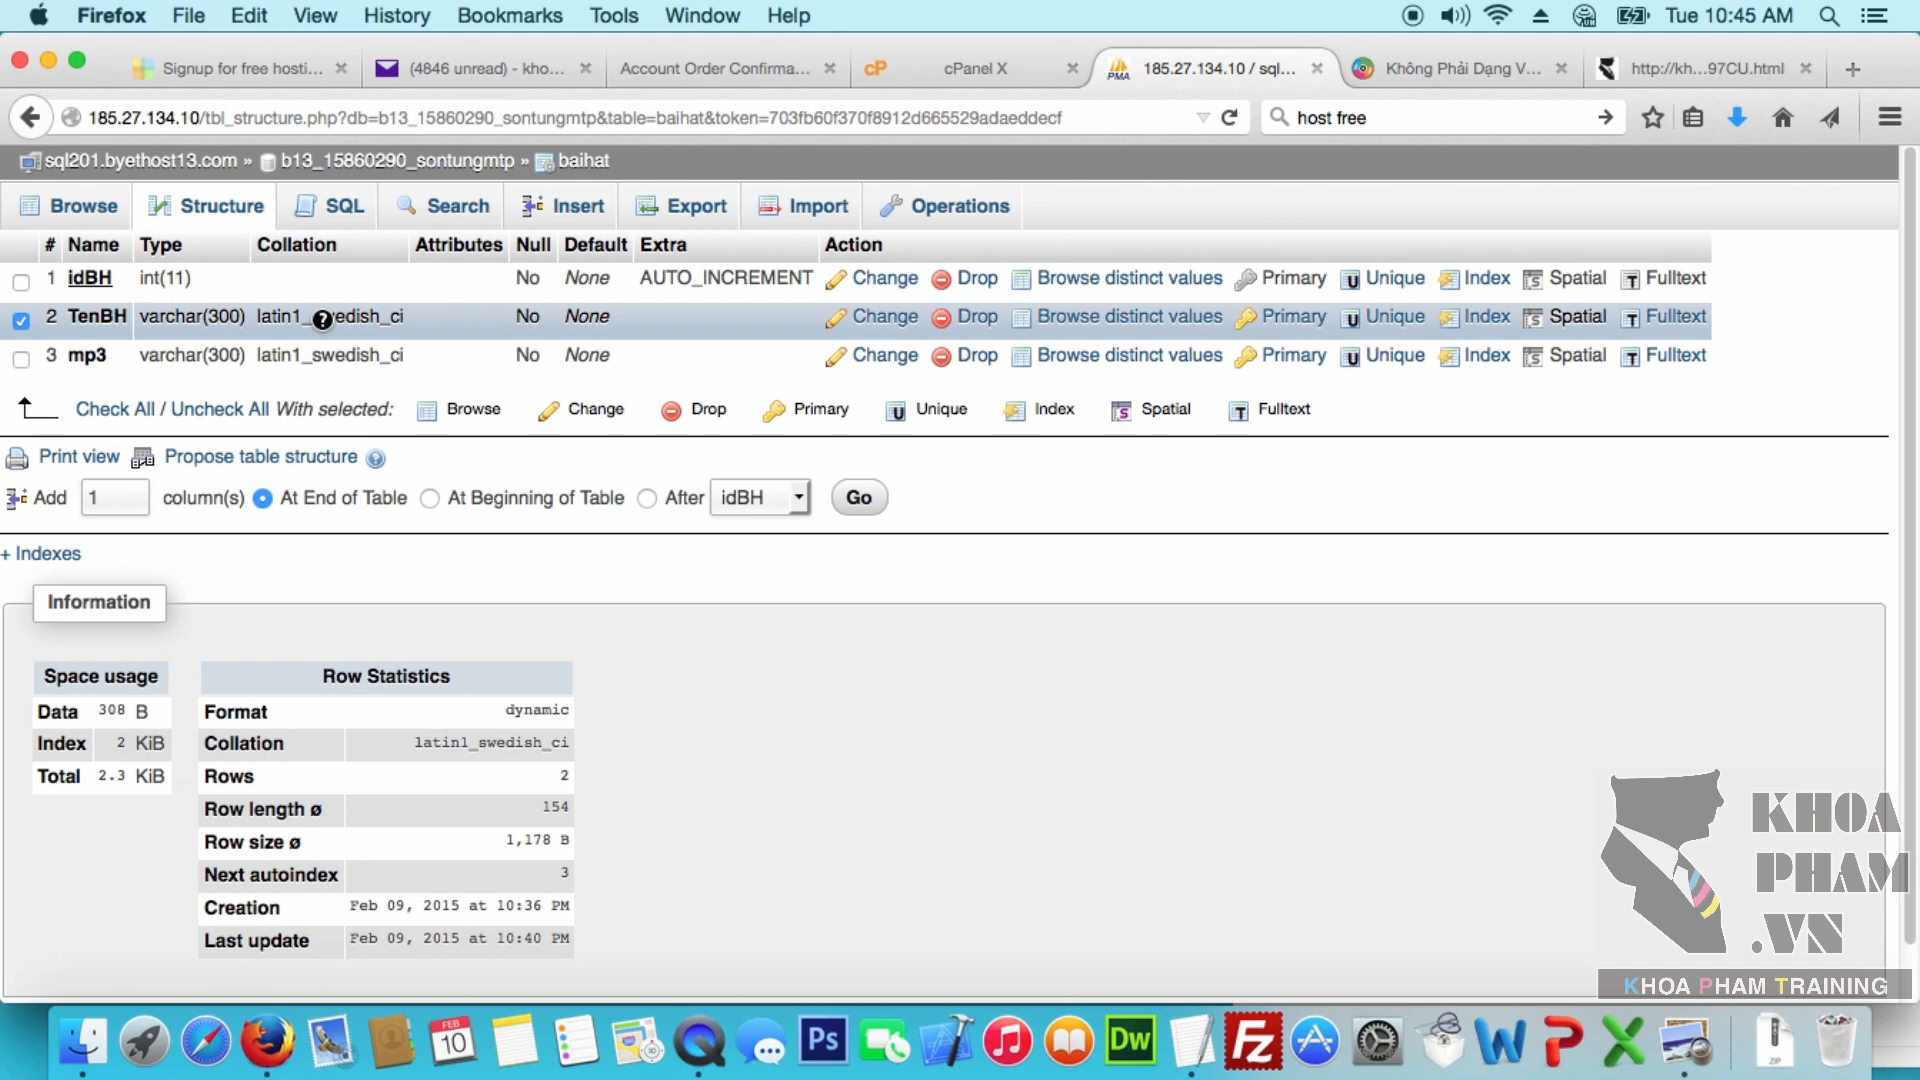 Firefox File Edit View History Bookmarks Tools Window Help Tue 10:45 AM
Signup for free hosti... (4846 unread) - kho... Account Order Confirma... cP cPanel X PMA 185.27.134.10 / sql... Không Phải Dạng V... http://kh...97CU.html
185.27.134.10/tbl_structure.php?db=b13_15860290_sontungmtp&table=baihat&token=703fb60f370f8912d665529adaeddecf host free
sql201.byethost13.com » b13_15860290_sontungmtp » baihat
Browse Structure SQL Search Insert Export Import Operations
# Name Type Collation Attributes Null Default Extra Action
1 idBH int(11) No None AUTO_INCREMENT Change Drop Browse distinct values Primary Unique Index Spatial Fulltext
2 TenBH varchar(300) latin1_swedish_ci No None Change Drop Browse distinct values Primary Unique Index Spatial Fulltext
3 mp3 varchar(300) latin1_swedish_ci No None Change Drop Browse distinct values Primary Unique Index Spatial Fulltext
Check All / Uncheck All With selected: Browse Change Drop Primary Unique Index Spatial Fulltext
Print view Propose table structure
Add 1 column(s) At End of Table At Beginning of Table After idBH Go
+ Indexes
Information
Space usage
Data 308 B
Index 2 KiB
Total 2.3 KiB
Row Statistics
Format dynamic
Collation latin1_swedish_ci
Rows 2
Row length ø 154
Row size ø 1,178 B
Next autoindex 3
Creation Feb 09, 2015 at 10:36 PM
Last update Feb 09, 2015 at 10:40 PM
KHOA
PHAM
.VN
KHOA PHAM TRAINING
FEB
10
Ps
Dw
Fz
W
P
X
ZIP